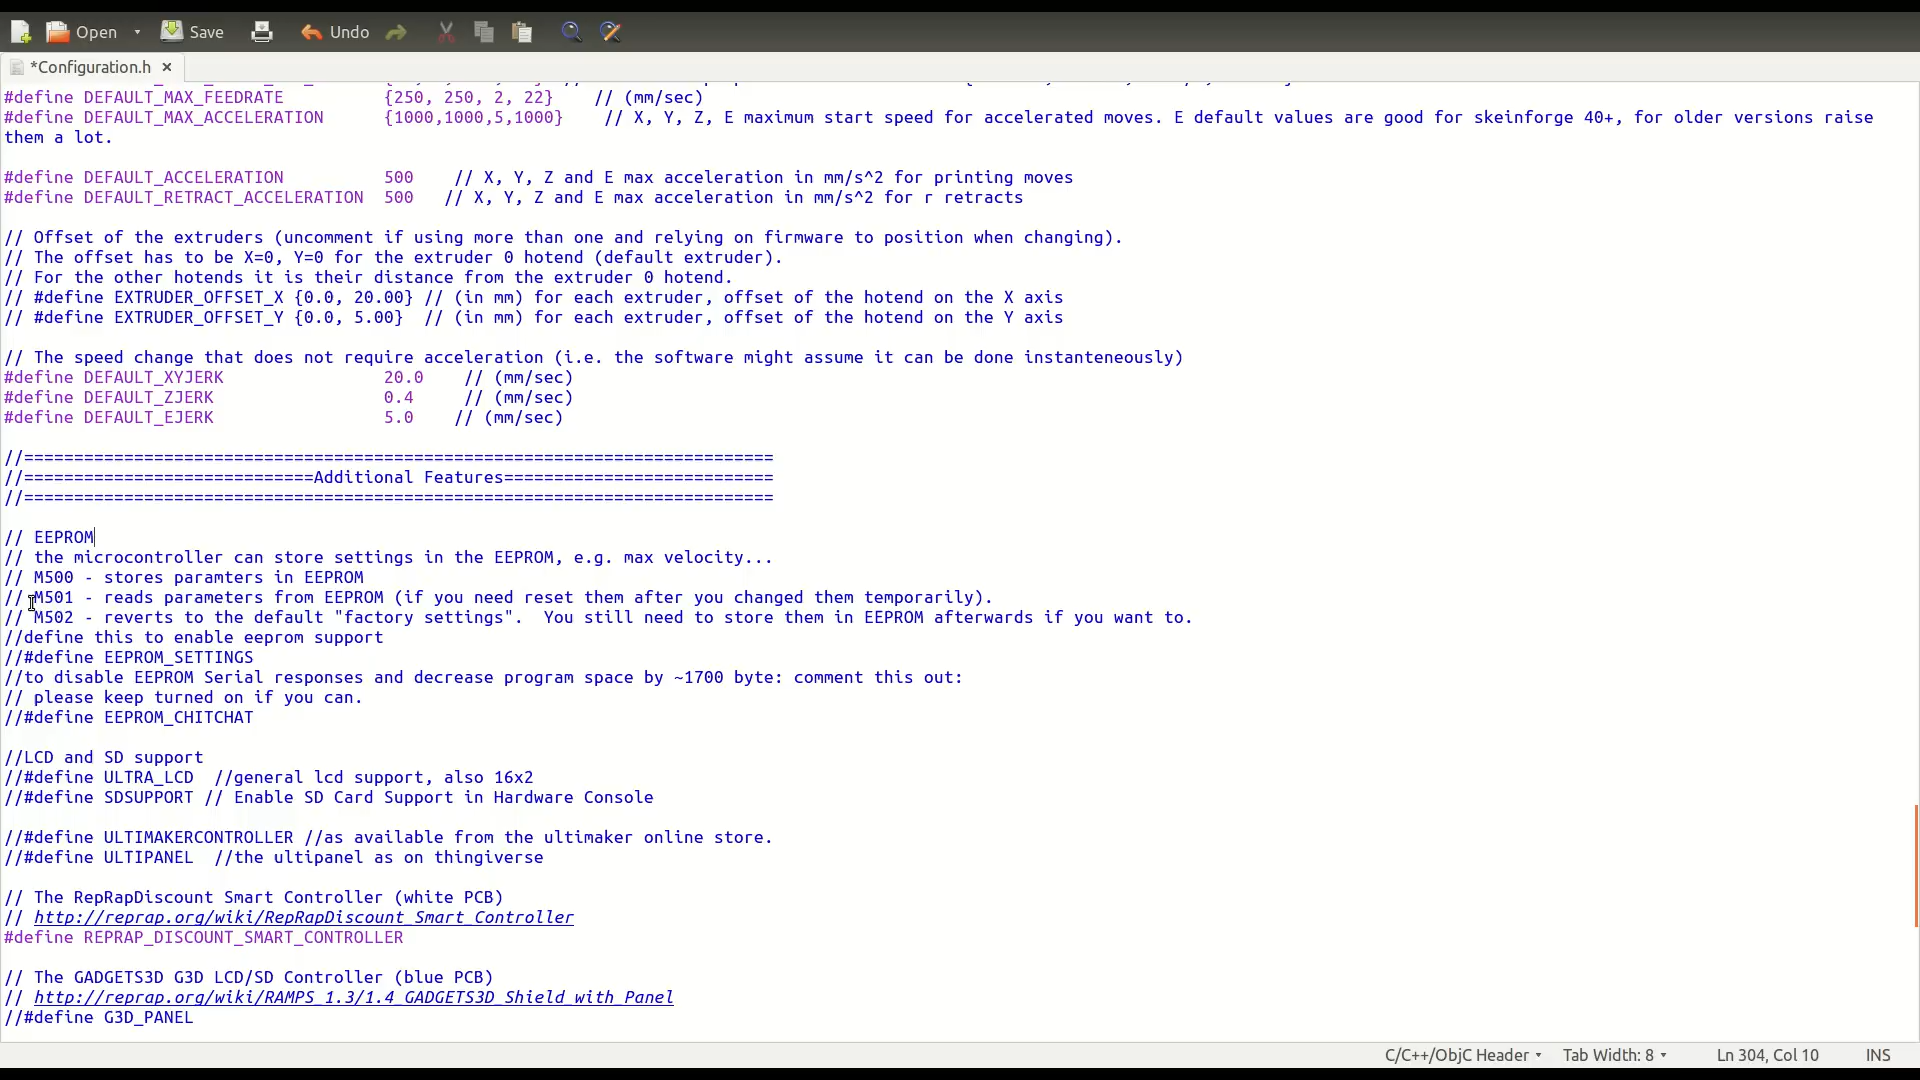 Open Save Undo
*Configuration.h ×
#define DEFAULT_MAX_FEEDRATE {250, 250, 2, 22} // (mm/sec)
#define DEFAULT_MAX_ACCELERATION {1000,1000,5,1000} // X, Y, Z, E maximum start speed for accelerated moves. E default values are good for skeinforge 40+, for older versions raise
them a lot.
#define DEFAULT_ACCELERATION 500 // X, Y, Z and E max acceleration in mm/s^2 for printing moves
#define DEFAULT_RETRACT_ACCELERATION 500 // X, Y, Z and E max acceleration in mm/s^2 for r retracts
// Offset of the extruders (uncomment if using more than one and relying on firmware to position when changing).
// The offset has to be X=0, Y=0 for the extruder 0 hotend (default extruder).
// For the other hotends it is their distance from the extruder 0 hotend.
// #define EXTRUDER_OFFSET_X {0.0, 20.00} // (in mm) for each extruder, offset of the hotend on the X axis
// #define EXTRUDER_OFFSET_Y {0.0, 5.00} // (in mm) for each extruder, offset of the hotend on the Y axis
// The speed change that does not require acceleration (i.e. the software might assume it can be done instanteneously)
#define DEFAULT_XYJERK 20.0 // (mm/sec)
#define DEFAULT_ZJERK 0.4 // (mm/sec)
#define DEFAULT_EJERK 5.0 // (mm/sec)
//===========================================================================
//=============================Additional Features===========================
//===========================================================================
// EEPROM
// the microcontroller can store settings in the EEPROM, e.g. max velocity...
// M500 - stores paramters in EEPROM
// M501 - reads parameters from EEPROM (if you need reset them after you changed them temporarily).
// M502 - reverts to the default "factory settings". You still need to store them in EEPROM afterwards if you want to.
//define this to enable eeprom support
//#define EEPROM_SETTINGS
//to disable EEPROM Serial responses and decrease program space by ~1700 byte: comment this out:
// please keep turned on if you can.
//#define EEPROM_CHITCHAT
//LCD and SD support
//#define ULTRA_LCD //general lcd support, also 16x2
//#define SDSUPPORT // Enable SD Card Support in Hardware Console
//#define ULTIMAKERCONTROLLER //as available from the ultimaker online store.
//#define ULTIPANEL //the ultipanel as on thingiverse
// The RepRapDiscount Smart Controller (white PCB)
// http://reprap.org/wiki/RepRapDiscount_Smart_Controller
#define REPRAP_DISCOUNT_SMART_CONTROLLER
// The GADGETS3D G3D LCD/SD Controller (blue PCB)
// http://reprap.org/wiki/RAMPS_1.3/1.4_GADGETS3D_Shield_with_Panel
//#define G3D_PANEL
C/C++/ObjC Header Tab Width: 8 Ln 304, Col 10 INS